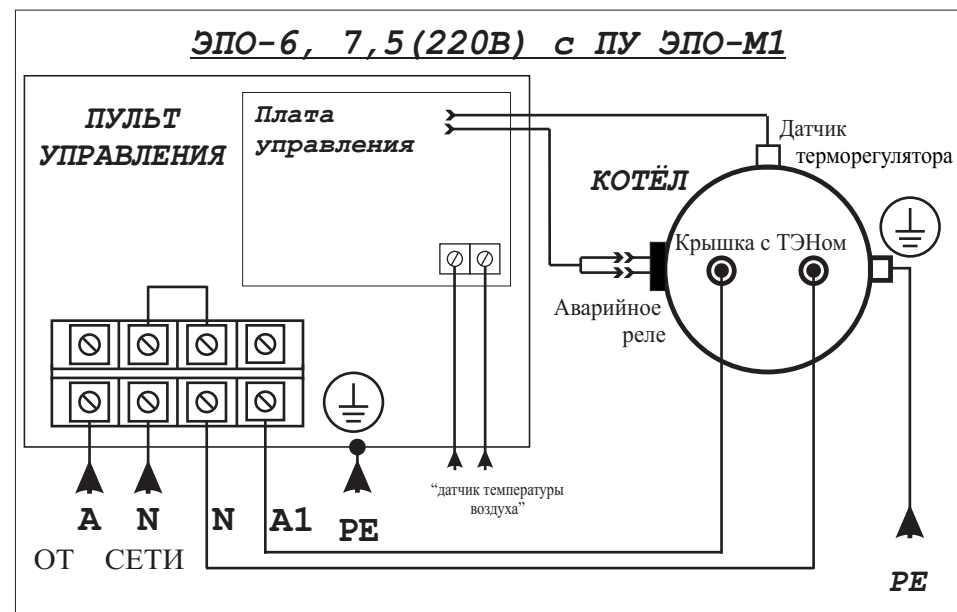 ЭПО-6, 7,5(220В) с ПУ ЭПО-М1
ПУЛЬТ
УПРАВЛЕНИЯ
Плата
управления
Датчик
терморегулятора
КОТЁЛ
Крышка с ТЭНом
Аварийное
реле
“датчик температуры
воздуха”
A N N A1 PE
ОТ СЕТИ
PE